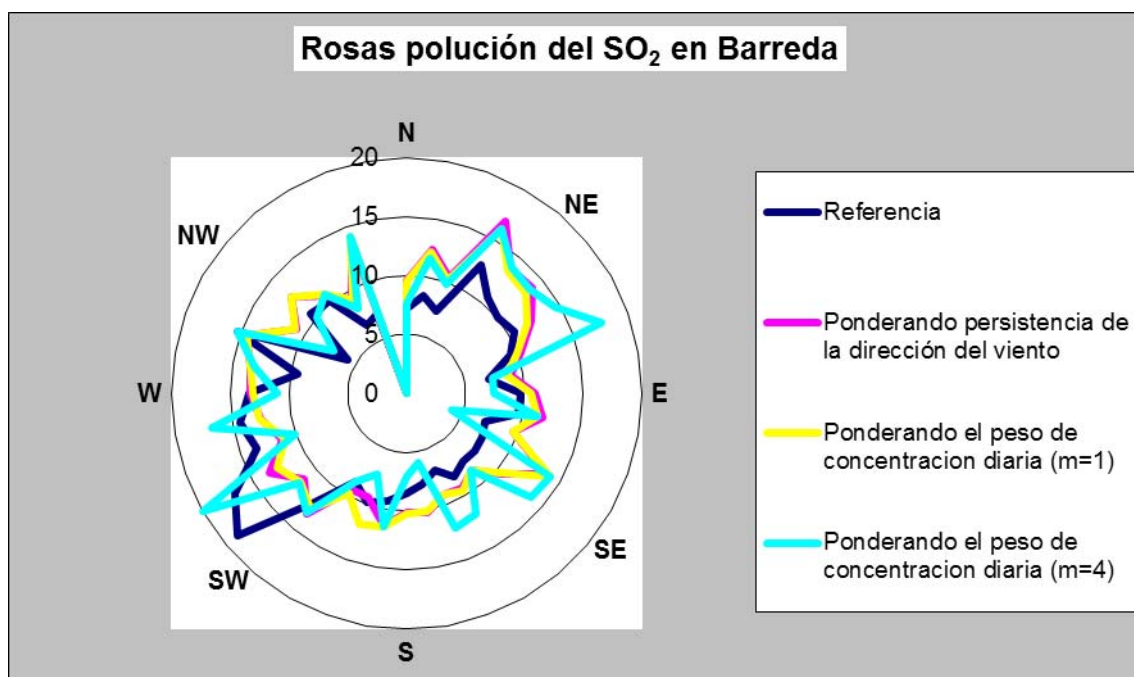 Rosas polución del SO₂ en Barreda
N
20
15
10
5
0
NE
E
SE
S
SW
W
NW
Referencia
Ponderando persistencia de
la dirección del viento
Ponderando el peso de
concentracion diaria (m=1)
Ponderando el peso de
concentracion diaria (m=4)